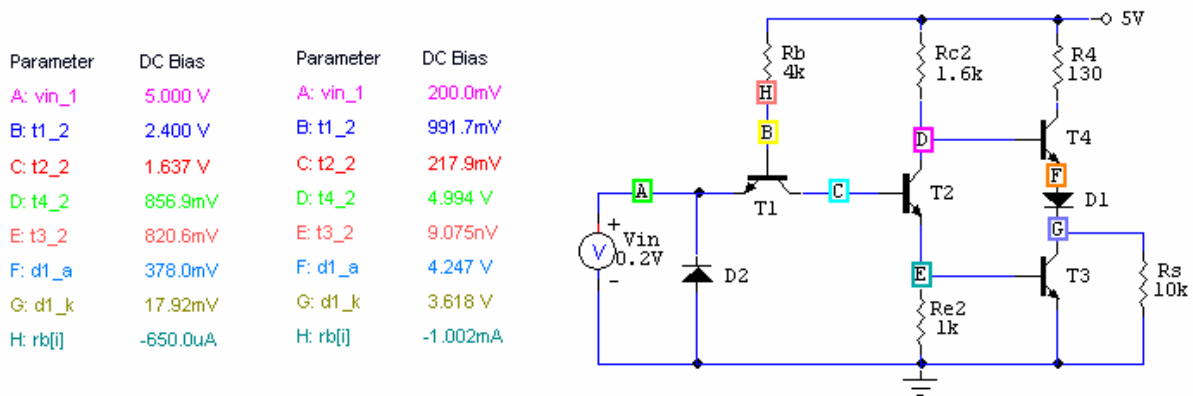 Parameter DC Bias
A: vin_1 5.000 V
B: t1_2 2.400 V
C: t2_2 1.637 V
D: t4_2 856.9mV
E: t3_2 820.6mV
F: d1_a 378.0mV
G: d1_k 17.92mV
H: rb[i] -650.0uA
Parameter DC Bias
A: vin_1 200.0mV
B: t1_2 991.7mV
C: t2_2 217.9mV
D: t4_2 4.994 V
E: t3_2 9.075nV
F: d1_a 4.247 V
G: d1_k 3.618 V
H: rb[i] -1.002mA
5V
Rb
4k
Rc2
1.6k
R4
130
H
B
D
T4
F
A
T1
C
T2
D1
G
+
V
Vin
0.2V
-
D2
E
T3
Rs
10k
Re2
1k